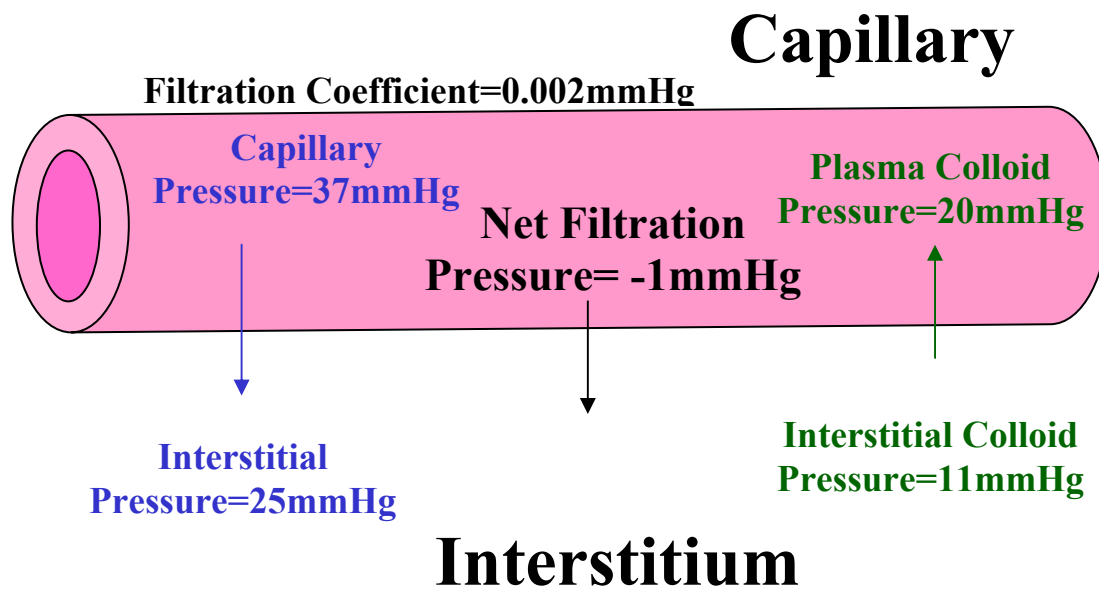 Capillary
Filtration Coefficient=0.002mmHg
Capillary
Pressure=37mmHg
Plasma Colloid
Pressure=20mmHg
Net Filtration
Pressure= -1mmHg
Interstitial
Pressure=25mmHg
Interstitial Colloid
Pressure=11mmHg
Interstitium